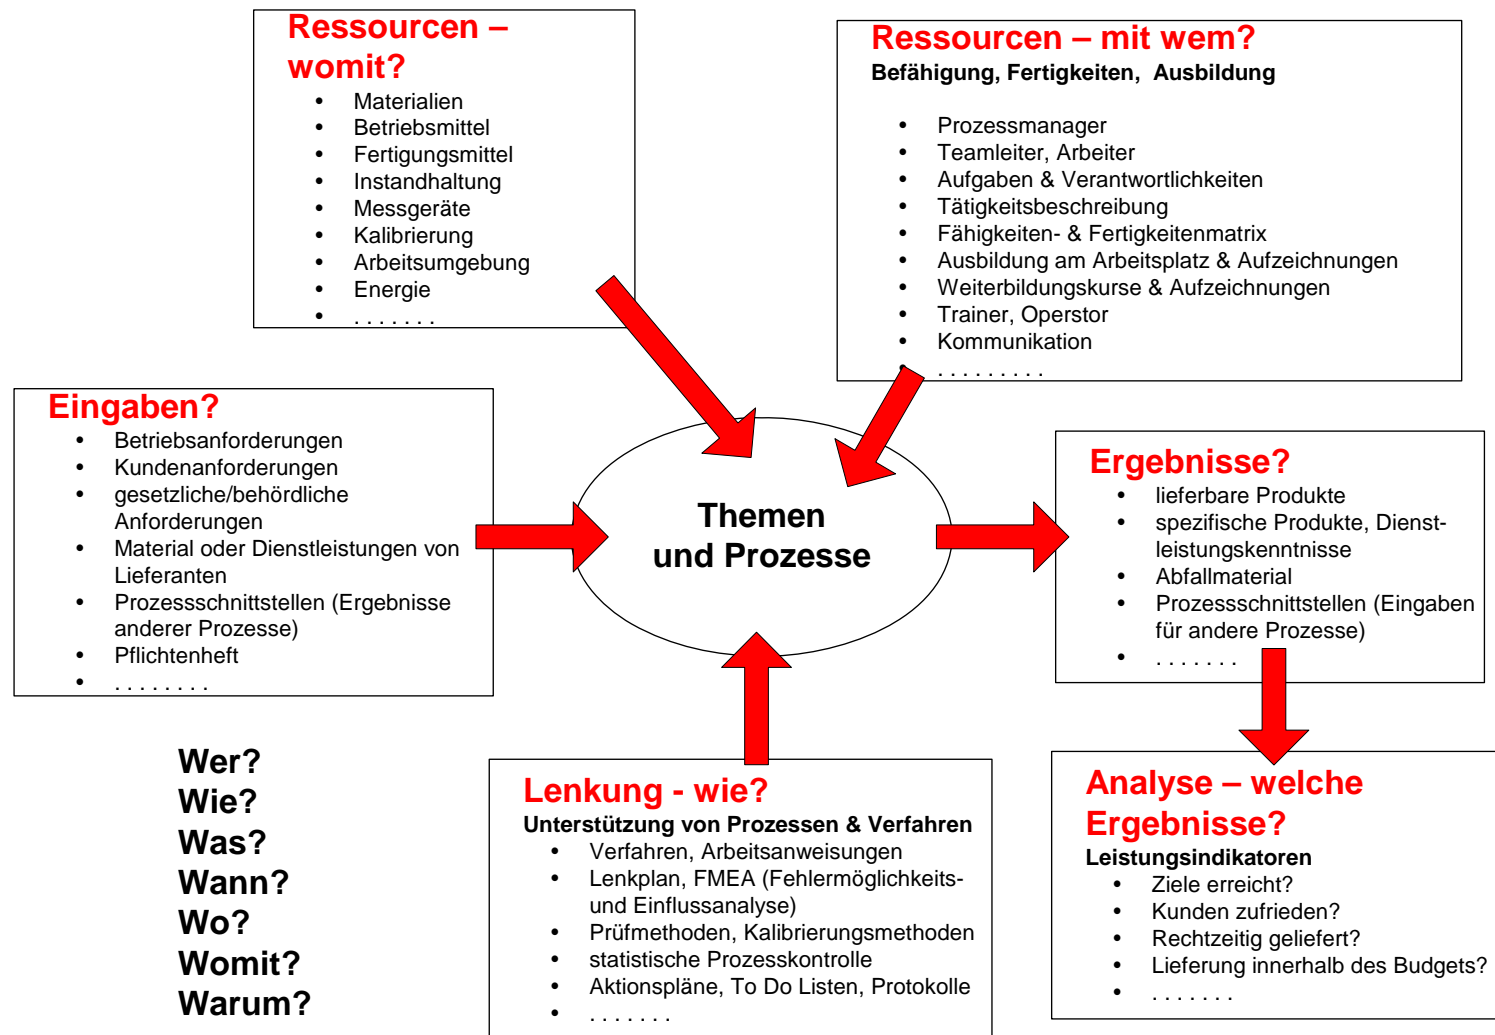 Ressourcen –
womit?
• Materialien
• Betriebsmittel
• Fertigungsmittel
• Instandhaltung
• Messgeräte
• Kalibrierung
• Arbeitsumgebung
• Energie
• . . . . . . .
Ressourcen – mit wem?
Befähigung, Fertigkeiten, Ausbildung
• Prozessmanager
• Teamleiter, Arbeiter
• Aufgaben & Verantwortlichkeiten
• Tätigkeitsbeschreibung
• Fähigkeiten- & Fertigkeitenmatrix
• Ausbildung am Arbeitsplatz & Aufzeichnungen
• Weiterbildungskurse & Aufzeichnungen
• Trainer, Operstor
• Kommunikation
• . . . . . . . . .
Eingaben?
• Betriebsanforderungen
• Kundenanforderungen
• gesetzliche/behördliche
Anforderungen
• Material oder Dienstleistungen von
Lieferanten
• Prozessschnittstellen (Ergebnisse
anderer Prozesse)
• Pflichtenheft
• . . . . . . . .
Themen
und Prozesse
Ergebnisse?
• lieferbare Produkte
• spezifische Produkte, Dienst-
leistungskenntnisse
• Abfallmaterial
• Prozessschnittstellen (Eingaben
für andere Prozesse)
• . . . . . . .
Wer?
Wie?
Was?
Wann?
Wo?
Womit?
Warum?
Lenkung - wie?
Unterstützung von Prozessen & Verfahren
• Verfahren, Arbeitsanweisungen
• Lenkplan, FMEA (Fehlermöglichkeits-
und Einflussanalyse)
• Prüfmethoden, Kalibrierungsmethoden
• statistische Prozesskontrolle
• Aktionspläne, To Do Listen, Protokolle
• . . . . . . .
Analyse – welche
Ergebnisse?
Leistungsindikatoren
• Ziele erreicht?
• Kunden zufrieden?
• Rechtzeitig geliefert?
• Lieferung innerhalb des Budgets?
• . . . . . . .